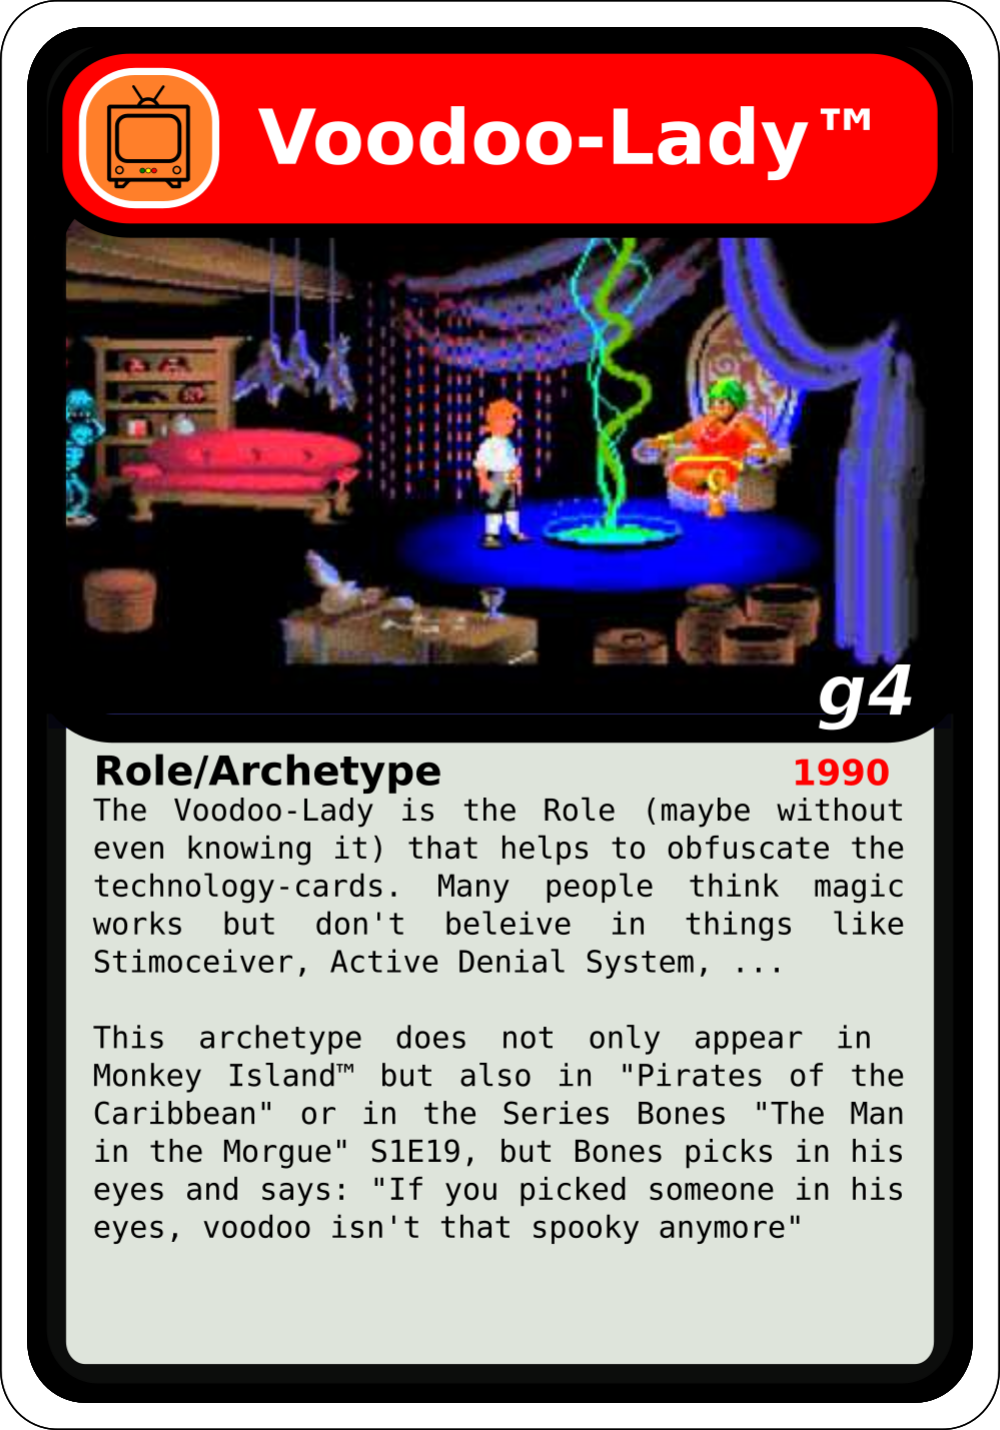 Voodoo-Lady™
g4
Role/Archetype 1990
The Voodoo-Lady is the Role (maybe without
even knowing it) that helps to obfuscate the
technology-cards. Many people think magic
works but don't beleive in things like
Stimoceiver, Active Denial System, ...
This archetype does not only appear in
Monkey Island™ but also in "Pirates of the
Caribbean" or in the Series Bones "The Man
in the Morgue" S1E19, but Bones picks in his
eyes and says: "If you picked someone in his
eyes, voodoo isn't that spooky anymore"